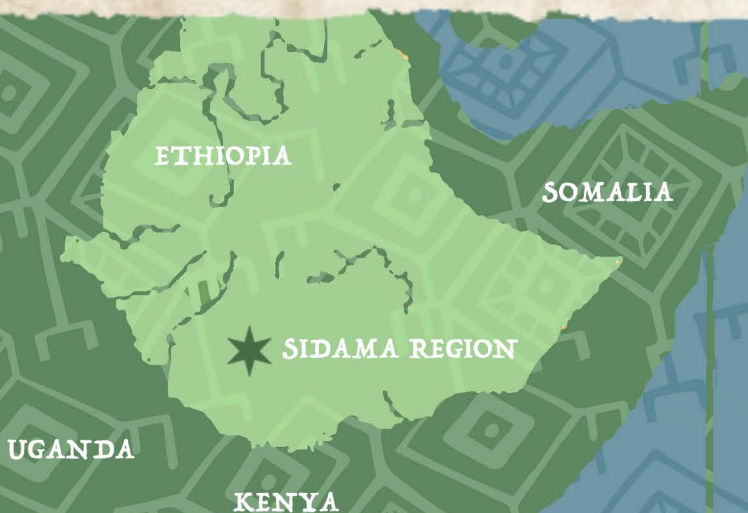 ETHIOPIA
SOMALIA
SIDAMA REGION
UGANDA
KENYA